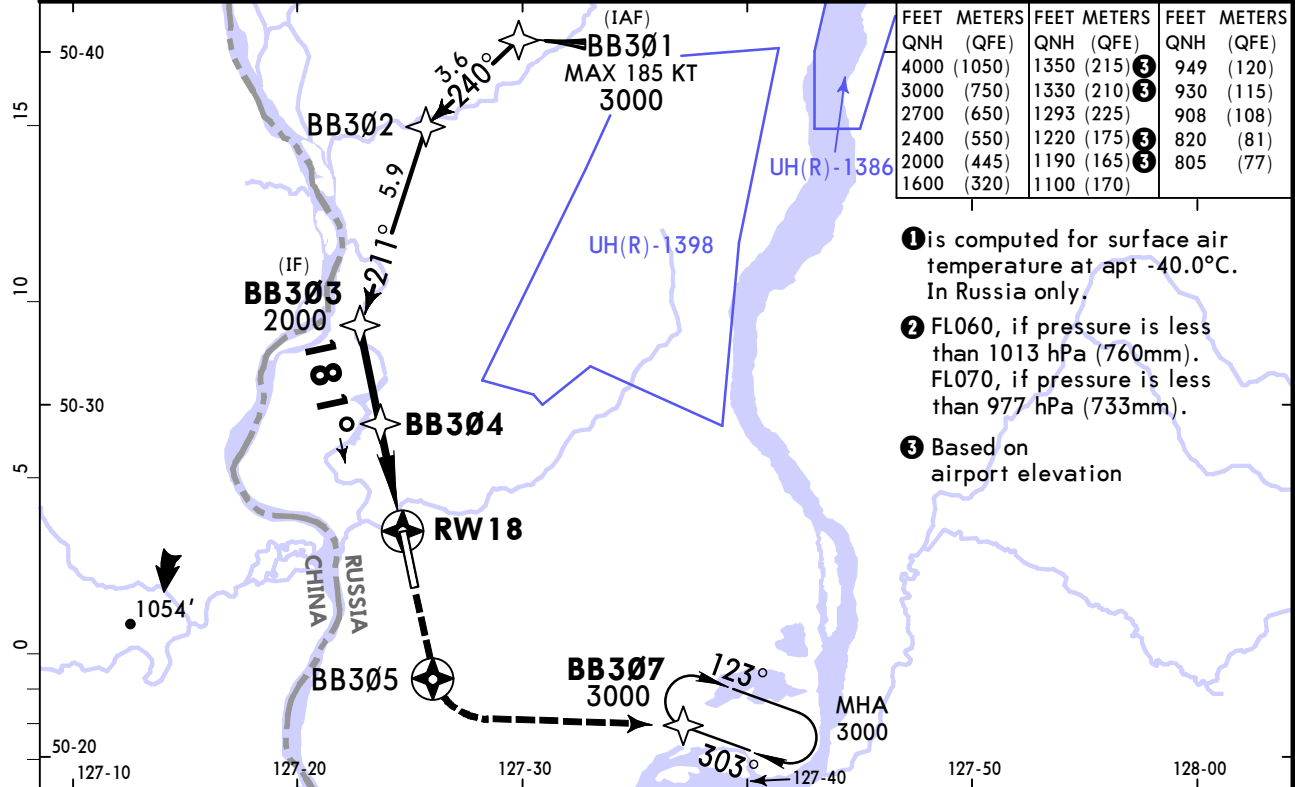 50-40
15
10
50-30
5
0
50-20
127-10
127-20
127-30
127-40
127-50
128-00
(IAF)
BB3Ø1
MAX 185 KT
3000
3.6
240°
BB3Ø2
5.9
211°
(IF)
BB3Ø3
2000
181°
BB3Ø4
RW18
CHINA
RUSSIA
1054'
BB3Ø5
BB3Ø7
3000
123°
303°
MHA
3000
UH(R)-1398
UH(R)-1386
FEET METERS FEET METERS FEET METERS
QNH (QFE) QNH (QFE) QNH (QFE)
4000 (1050) 1350 (215) 3 949 (120)
3000 (750) 1330 (210) 3 930 (115)
2700 (650) 1293 (225) 908 (108)
2400 (550) 1220 (175) 3 820 (81)
2000 (445) 1190 (165) 3 805 (77)
1600 (320) 1100 (170)
1 is computed for surface air
temperature at apt -40.0°C.
In Russia only.
2 FL060, if pressure is less
than 1013 hPa (760mm).
FL070, if pressure is less
than 977 hPa (733mm).
3 Based on
airport elevation